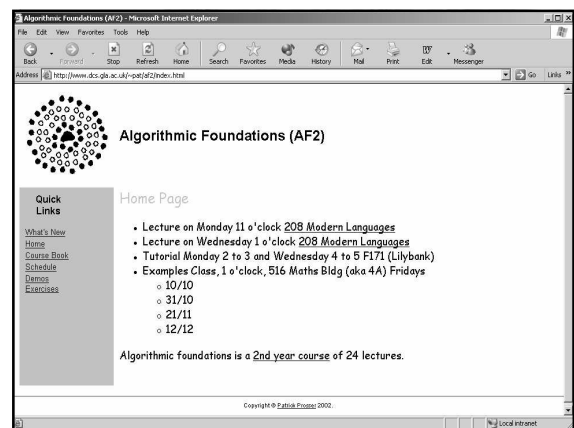 Algorithmic Foundations (AF2) - Microsoft Internet Explorer
File Edit View Favorites Tools Help
Back Forward Stop Refresh Home Search Favorites Media History Mail Print Edit Messenger
Address http://www.dcs.gla.ac.uk/~pat/af2/index.html Go Links »
Algorithmic Foundations (AF2)
Quick
Links
What's New
Home
Course Book
Schedule
Demos
Exercises
Home Page
• Lecture on Monday 11 o'clock 208 Modern Languages
• Lecture on Wednesday 1 o'clock 208 Modern Languages
• Tutorial Monday 2 to 3 and Wednesday 4 to 5 F171 (Lilybank)
• Examples Class, 1 o'clock, 516 Maths Bldg (aka 4A) Fridays
○ 10/10
○ 31/10
○ 21/11
○ 12/12
Algorithmic foundations is a 2nd year course of 24 lectures.
Copyright © Patrick Prosser 2002.
Local intranet